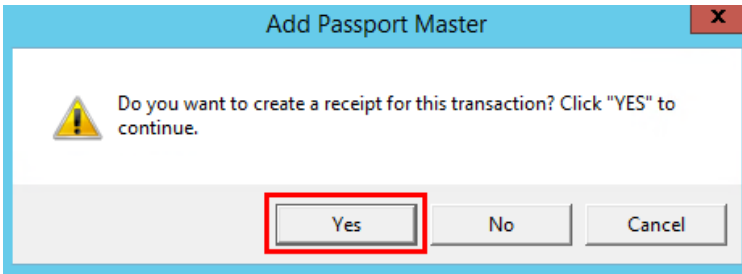 Add Passport Master
x
Do you want to create a receipt for this transaction? Click "YES" to
continue.
Yes No Cancel